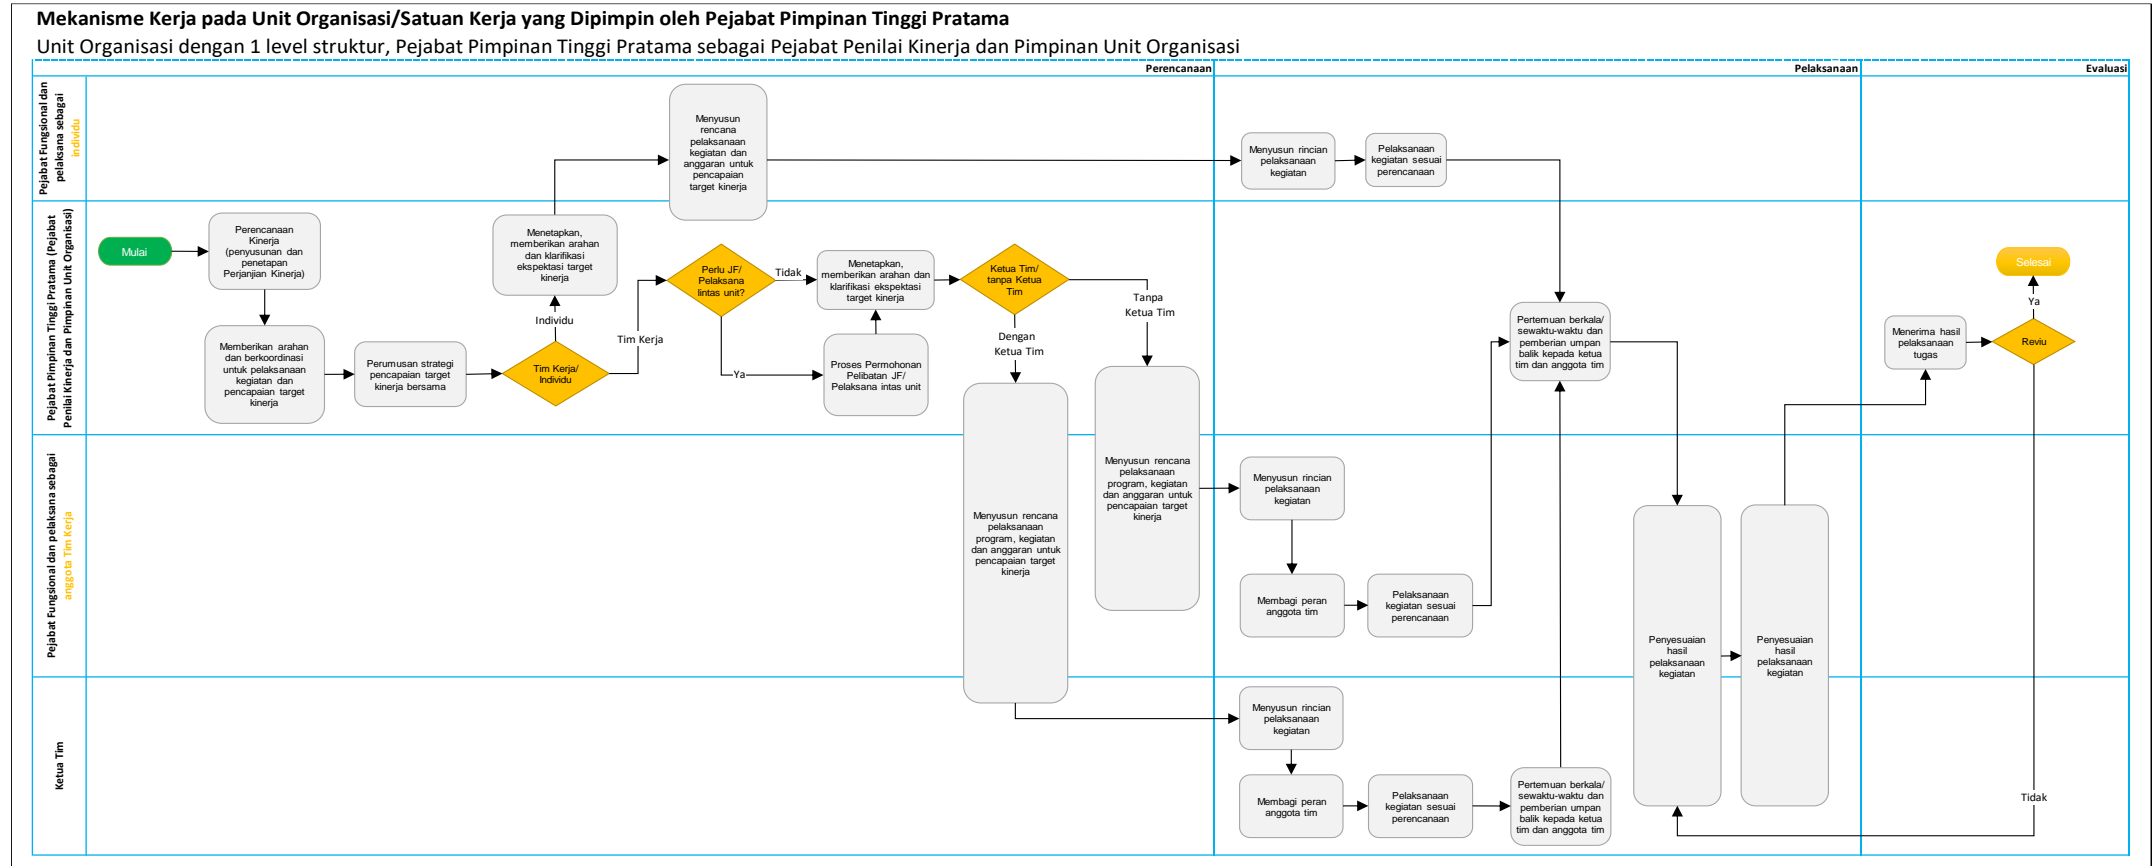 Mekanisme Kerja pada Unit Organisasi/Satuan Kerja yang Dipimpin oleh Pejabat Pimpinan Tinggi Pratama
Unit Organisasi dengan 1 level struktur, Pejabat Pimpinan Tinggi Pratama sebagai Pejabat Penilai Kinerja dan Pimpinan Unit Organisasi
Perencanaan
Pelaksanaan
Evaluasi
Pejabat Fungsional dan
pelaksana sebagai
individu
Menyusun
rencana
pelaksanaan
kegiatan dan
anggaran untuk
pencapaian
target kinerja
Menyusun rincian
pelaksanaan
kegiatan
Pelaksanaan
kegiatan sesuai
perencanaan
Pejabat Pimpinan Tinggi Pratama (Pejabat
Penilai Kinerja dan Pimpinan Unit Organisasi)
Mulai
Perencanaan
Kinerja
(penyusunan dan
penetapan
Perjanjian Kinerja)
Memberikan arahan
dan berkoordinasi
untuk pelaksanaan
kegiatan dan
pencapaian target
kinerja
Perumusan strategi
pencapaian target
kinerja bersama
Tim Kerja/
Individu
Individu
Tim Kerja
Menetapkan,
memberikan arahan
dan klarifikasi
ekspektasi target
kinerja
Perlu JF/
Pelaksana
lintas unit?
Tidak
Ya
Proses Permohonan
Pelibatan JF/
Pelaksana intas unit
Menetapkan,
memberikan arahan dan
klarifikasi ekspektasi
target kinerja
Ketua Tim/
tanpa Ketua
Tim
Dengan
Ketua Tim
Tanpa
Ketua Tim
Pertemuan berkala/
sewaktu-waktu dan
pemberian umpan
balik kepada ketua
tim dan anggota tim
Menerima hasil
pelaksanaan
tugas
Reviu
Ya
Selesai
Tidak
Pejabat Fungsional dan pelaksana sebagai
anggota Tim Kerja
Menyusun rencana
pelaksanaan
program, kegiatan
dan anggaran untuk
pencapaian target
kinerja
Menyusun rencana
pelaksanaan
program, kegiatan
dan anggaran untuk
pencapaian target
kinerja
Menyusun rincian
pelaksanaan
kegiatan
Membagi peran
anggota tim
Pelaksanaan
kegiatan sesuai
perencanaan
Penyesuaian
hasil
pelaksanaan
kegiatan
Penyesuaian
hasil
pelaksanaan
kegiatan
Ketua Tim
Menyusun rincian
pelaksanaan
kegiatan
Membagi peran
anggota tim
Pelaksanaan
kegiatan sesuai
perencanaan
Pertemuan berkala/
sewaktu-waktu dan
pemberian umpan
balik kepada ketua
tim dan anggota tim